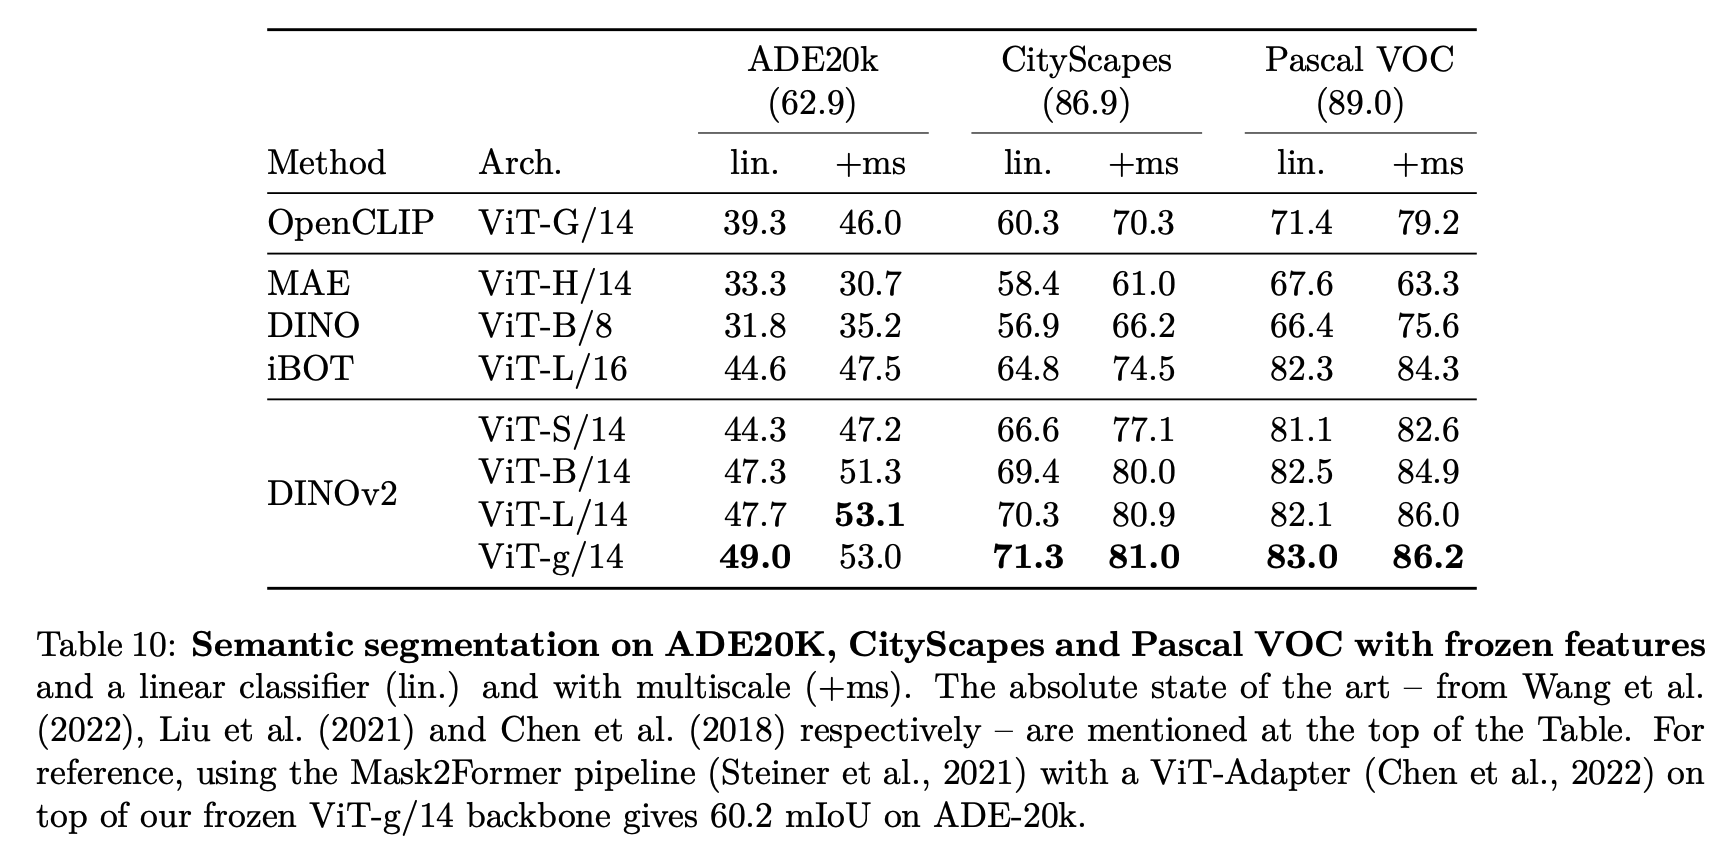 ADE20k CityScapes Pascal VOC
(62.9) (86.9) (89.0)
Method Arch. lin. +ms lin. +ms lin. +ms
OpenCLIP ViT-G/14 39.3 46.0 60.3 70.3 71.4 79.2
MAE ViT-H/14 33.3 30.7 58.4 61.0 67.6 63.3
DINO ViT-B/8 31.8 35.2 56.9 66.2 66.4 75.6
iBOT ViT-L/16 44.6 47.5 64.8 74.5 82.3 84.3
ViT-S/14 44.3 47.2 66.6 77.1 81.1 82.6
ViT-B/14 47.3 51.3 69.4 80.0 82.5 84.9
DINOv2
ViT-L/14 47.7 53.1 70.3 80.9 82.1 86.0
ViT-g/14 49.0 53.0 71.3 81.0 83.0 86.2
Table 10: Semantic segmentation on ADE20K, CityScapes and Pascal VOC with frozen features
and a linear classifier (lin.) and with multiscale (+ms). The absolute state of the art – from Wang et al.
(2022), Liu et al. (2021) and Chen et al. (2018) respectively – are mentioned at the top of the Table. For
reference, using the Mask2Former pipeline (Steiner et al., 2021) with a ViT-Adapter (Chen et al., 2022) on
top of our frozen ViT-g/14 backbone gives 60.2 mIoU on ADE-20k.